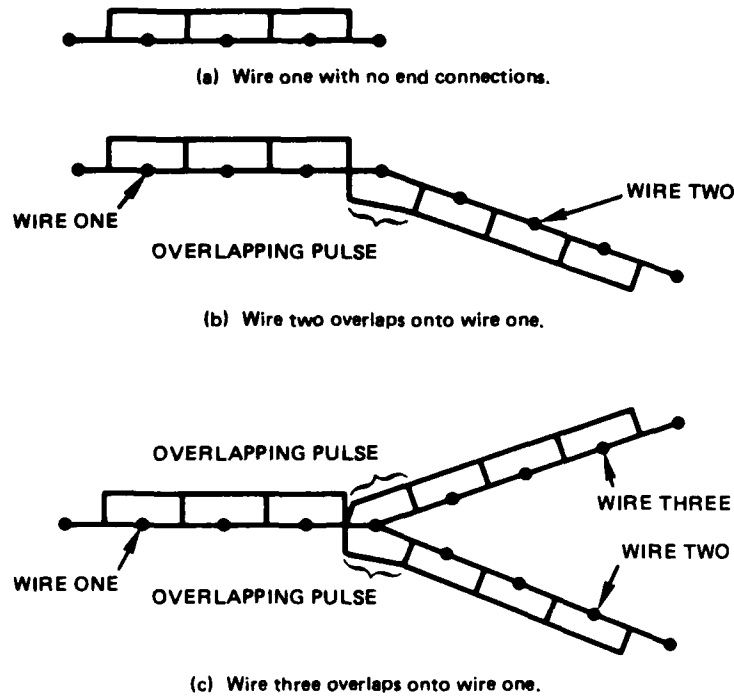 (a) Wire one with no end connections.
WIRE ONE
WIRE TWO
OVERLAPPING PULSE
(b) Wire two overlaps onto wire one.
OVERLAPPING PULSE
WIRE THREE
WIRE ONE
WIRE TWO
OVERLAPPING PULSE
(c) Wire three overlaps onto wire one.